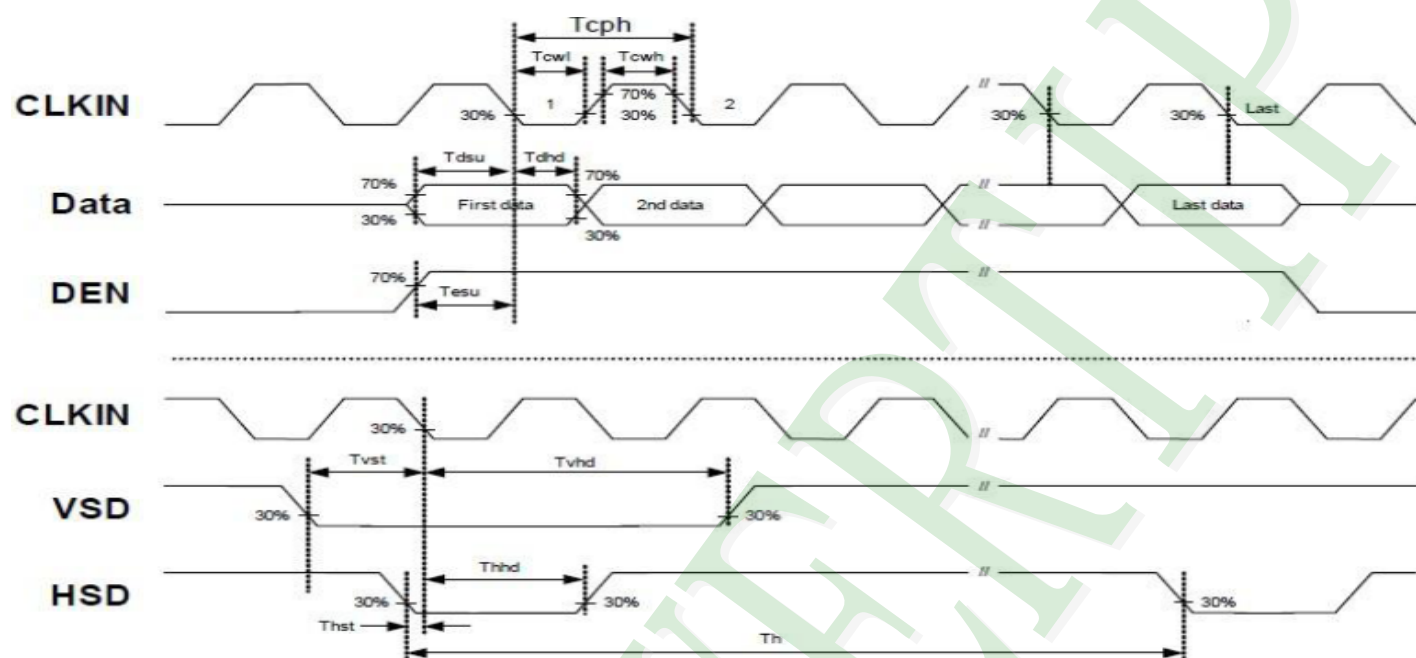 Tcph
Tcwl Tcwh
CLKIN 30% 1 70% 30% 2 // 30% 30% Last
Tdsu Tdhd
70% 70%
Data First data 2nd data // Last data
30% 30%
DEN 70% //
Tesu
CLKIN 30% //
Tvst Tvhd
VSD 30% 30% //
Thhd
HSD 30% 30% // 30%
Thst
Th